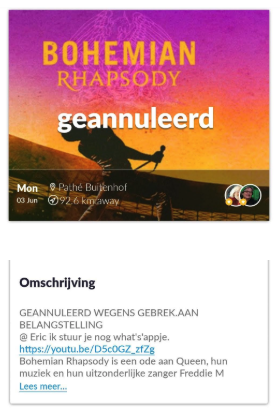 BOHEMIAN
RHAPSODY
geannuleerd
Mon
03 Jun
Pathé Buitenhof
92,6 km away
Omschrijving
GEANNULEERD WEGENS GEBREK.AAN
BELANGSTELLING
@ Eric ik stuur je nog what's'appje.
https://youtu.be/D5c0GZ_zfZg
Bohemian Rhapsody is een ode aan Queen, hun
muziek en hun uitzonderlijke zanger Freddie M
Lees meer...